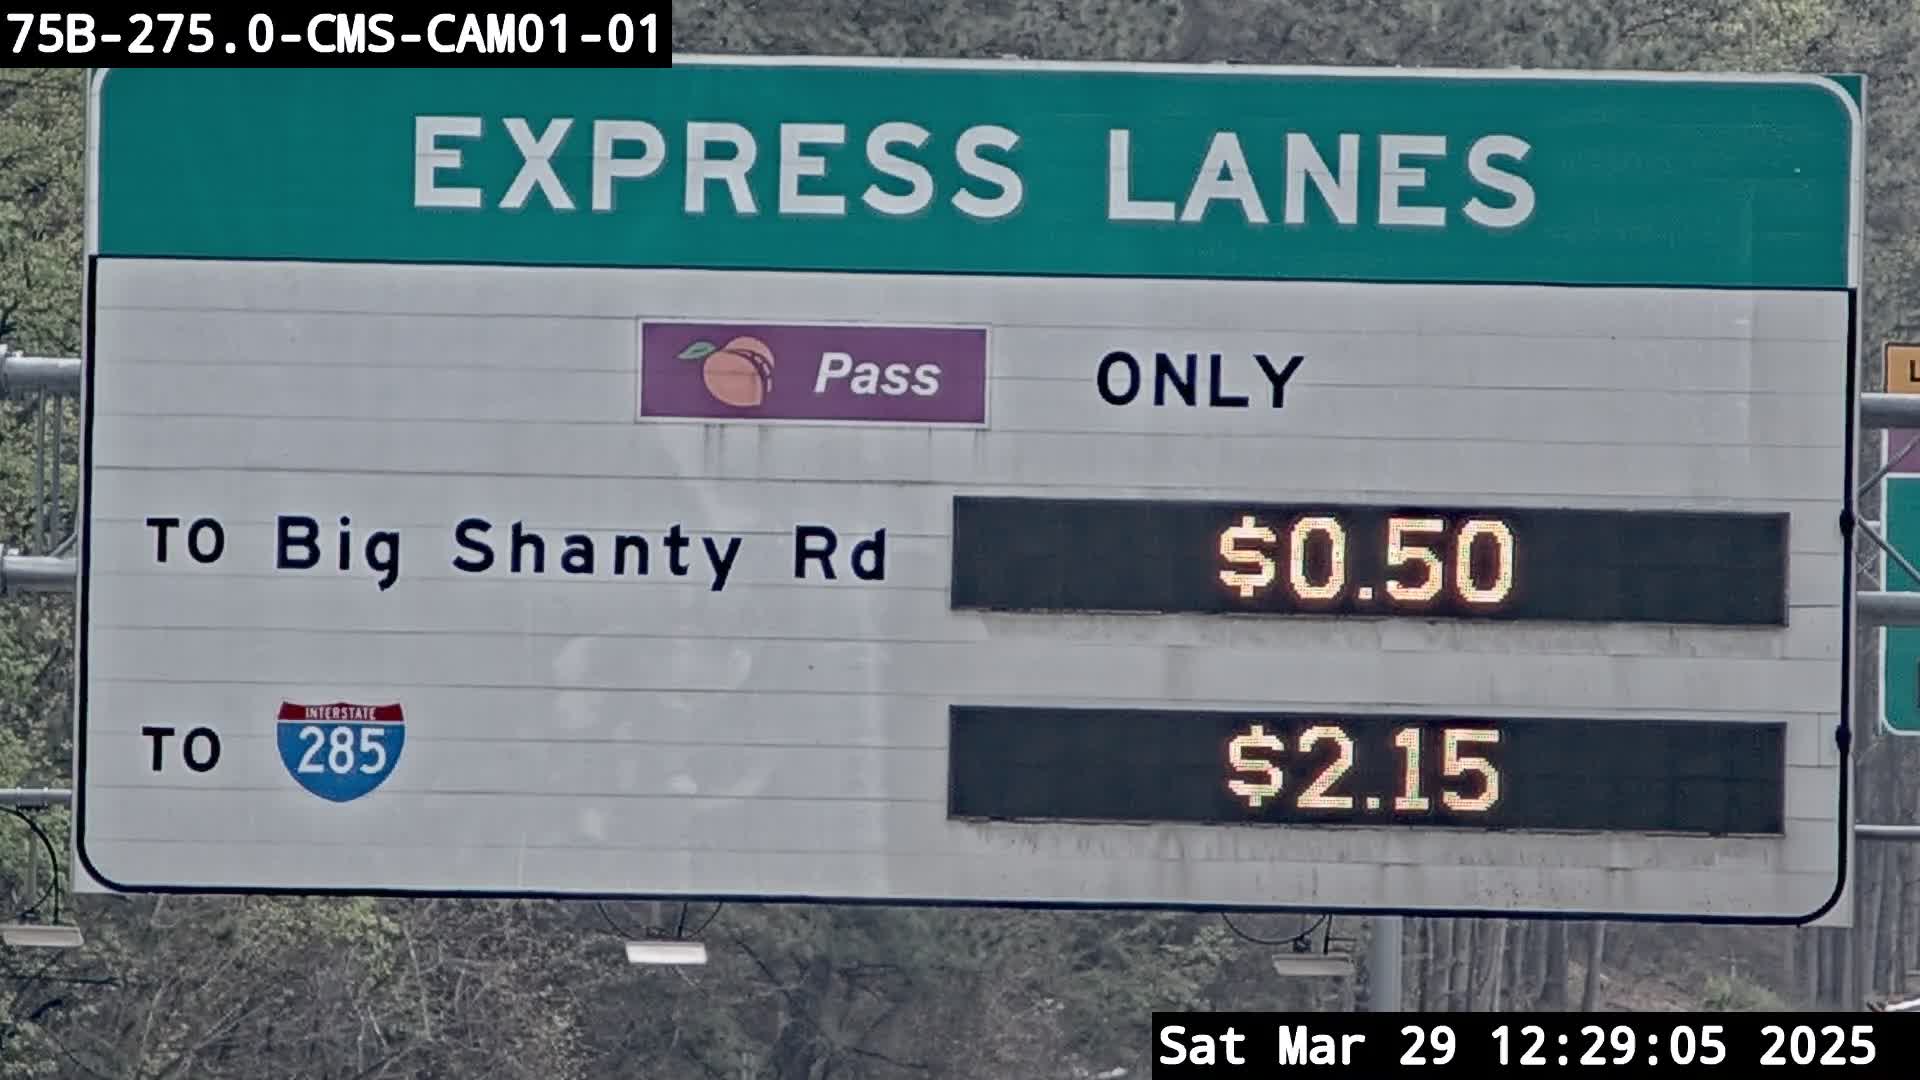 75B-275.0-CMS-CAM01-01
EXPRESS LANES
Pass ONLY
TO Big Shanty Rd $0.50
TO INTERSTATE 285 $2.15
Sat Mar 29 12:29:05 2025